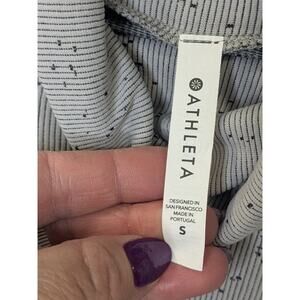 ATHLETA
DESIGNED IN
SAN FRANCISCO
MADE IN
PORTUGAL
S